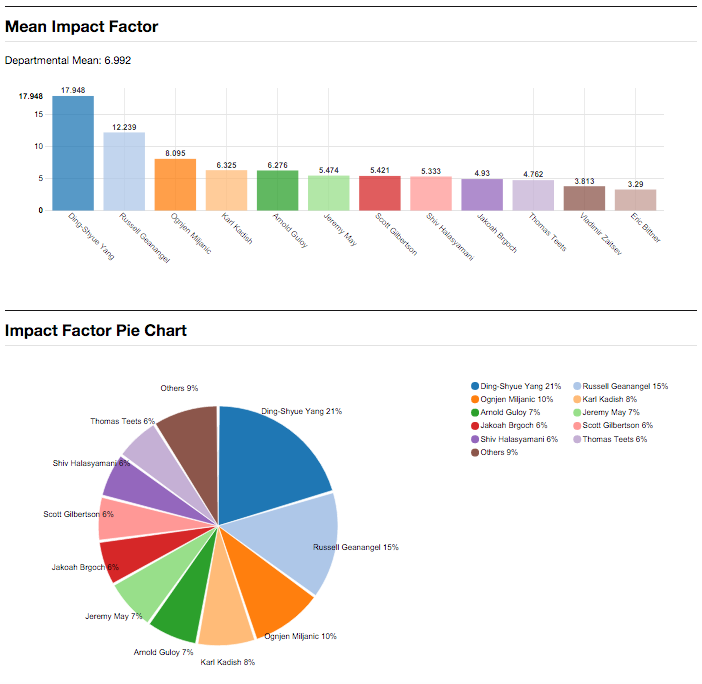 Mean Impact Factor
Departmental Mean: 6.992
17.948
17.948
15
12.239
10
8.095
6.325
6.276
5.474
5.421
5.333
4.93
4.762
3.813
3.29
5
0
Ding-Shyue Yang
Russell Geanangel
Ognjen Miljanic
Karl Kadish
Arnold Guloy
Jeremy May
Scott Gilbertson
Shiv Halasyamani
Jakoah Brgoch
Thomas Teets
Vladimir Zaitsev
Eric Bittner
Impact Factor Pie Chart
Others 9%
Ding-Shyue Yang 21%
Thomas Teets 6%
Shiv Halasyamani 6%
Scott Gilbertson 6%
Russell Geanangel 15%
Jakoah Brgoch 6%
Jeremy May 7%
Ognjen Miljanic 10%
Arnold Guloy 7%
Karl Kadish 8%
Ding-Shyue Yang 21% Russell Geanangel 15%
Ognjen Miljanic 10% Karl Kadish 8%
Arnold Guloy 7% Jeremy May 7%
Jakoah Brgoch 6% Scott Gilbertson 6%
Shiv Halasyamani 6% Thomas Teets 6%
Others 9%